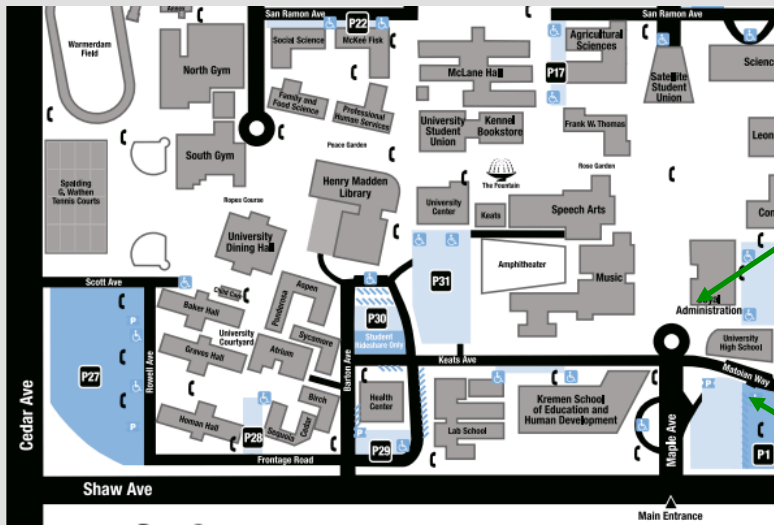 San Ramon Ave
P22
San Ramon Ave
Warmerdam
Field
North Gym
Social Science
McKee Fisk
McLane Hall
P17
Agricultural
Sciences
Satellite
Student
Union
Family and
Food Science
Professional
Human Services
University
Student
Union
Kennel
Bookstore
Frank W. Thomas
South Gym
Peace Garden
Spalding
G. Wathen
Tennis Courts
Ropes Course
Henry Madden
Library
The Fountain
Rose Garden
University
Center
Keats
Speech Arts
University
Dining Hall
Amphitheater
Music
Administration
Scott Ave
Child Care
Aspen
Ponderosa
P31
P30
Student
Rideshare Only
Baker Hall
University
Courtyard
Sycamore
Graves Hall
Atrium
Keats Ave
University
High School
Matoian Way
P27
P
P
Rowell Ave
Barton Ave
Cedar Ave
Birch
Health
Center
Kremen School
of Education and
Human Development
P
Homan Hall
P28
Sequoia
Cedar
P
P29
Lab School
Maple Ave
P1
Frontage Road
Shaw Ave
Main Entrance